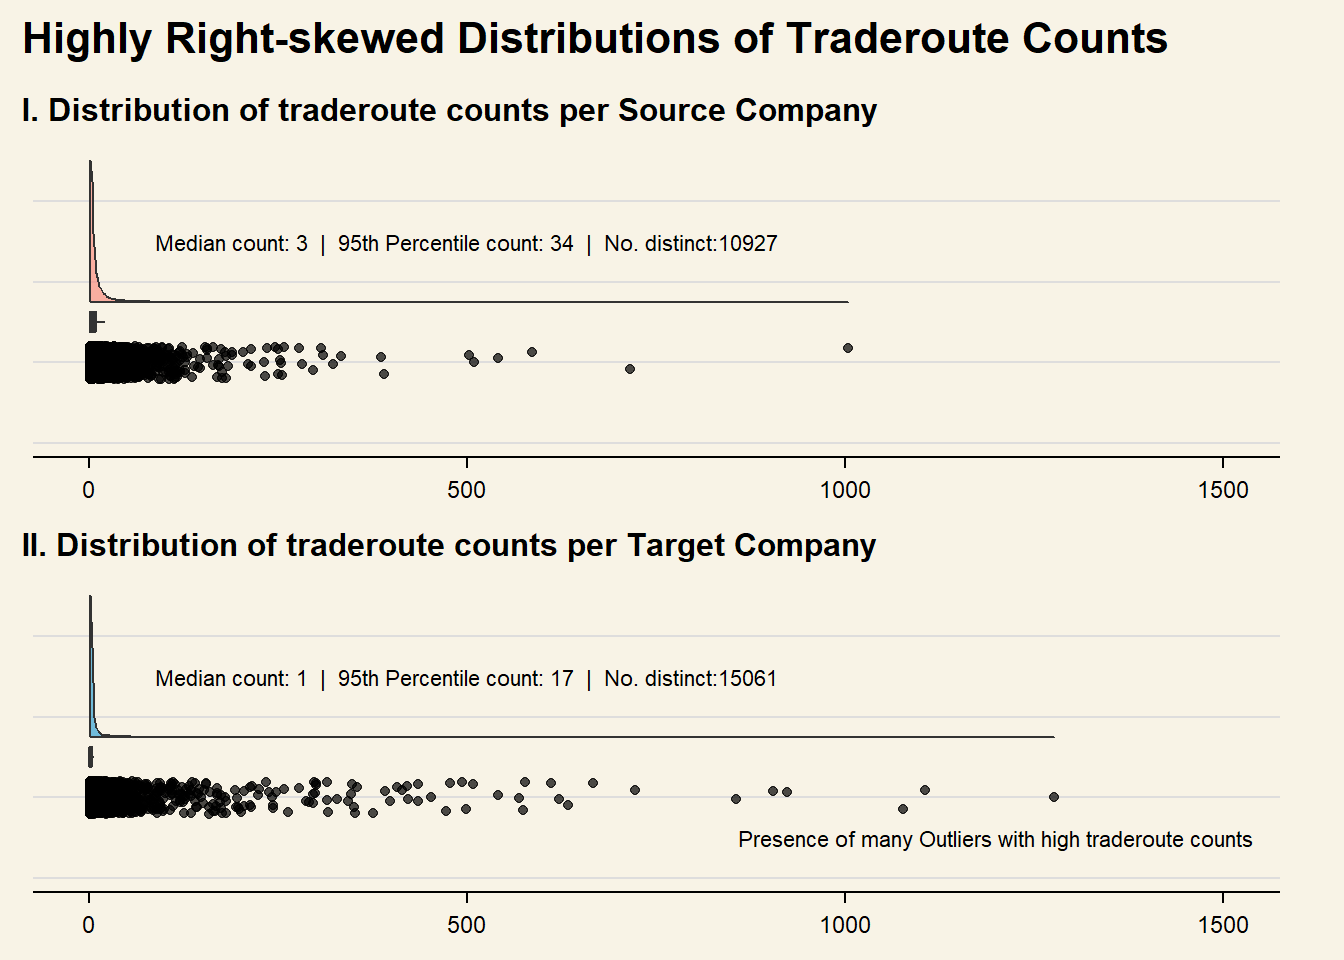 Highly Right-skewed Distributions of Traderoute Counts
I. Distribution of traderoute counts per Source Company
Median count: 3 | 95th Percentile count: 34 | No. distinct:10927
0 500 1000 1500
II. Distribution of traderoute counts per Target Company
Median count: 1 | 95th Percentile count: 17 | No. distinct:15061
Presence of many Outliers with high traderoute counts
0 500 1000 1500